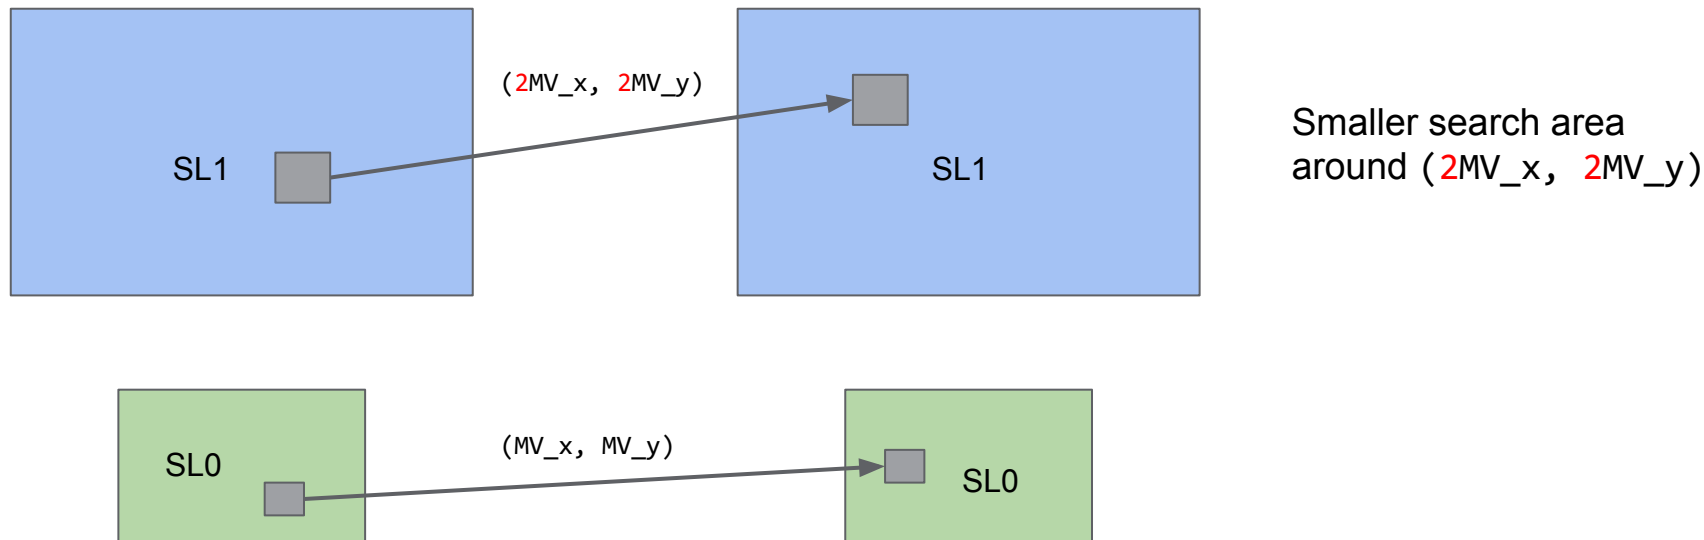 (2MV_x, 2MV_y)
SL1
SL1
Smaller search area
around (2MV_x, 2MV_y)
(MV_x, MV_y)
SL0
SL0